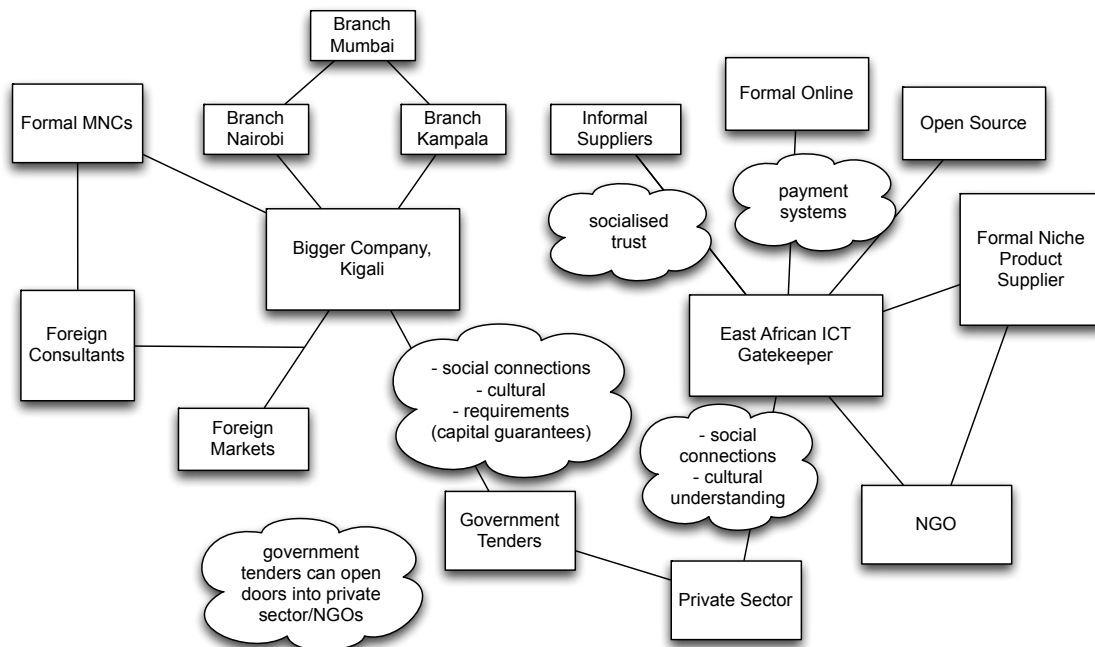 Branch
Mumbai
Formal MNCs
Branch
Nairobi
Branch
Kampala
Informal
Suppliers
Formal Online
Open Source
socialised
trust
payment
systems
Bigger Company,
Kigali
Formal Niche
Product
Supplier
Foreign
Consultants
East African ICT
Gatekeeper
- social connections
- cultural
- requirements
(capital guarantees)
Foreign
Markets
- social
connections
- cultural
understanding
Government
Tenders
NGO
government
tenders can open
doors into private
sector/NGOs
Private Sector